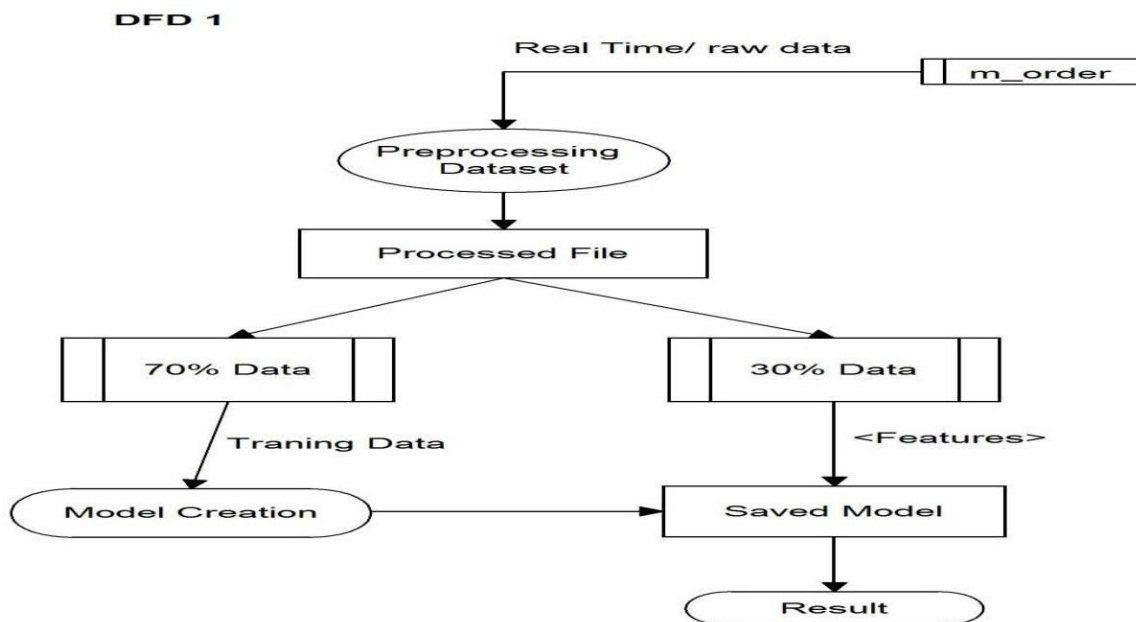 DFD 1
Real Time/ raw data
m_order
Preprocessing
Dataset
Processed File
70% Data
30% Data
Traning Data
<Features>
Model Creation
Saved Model
Result